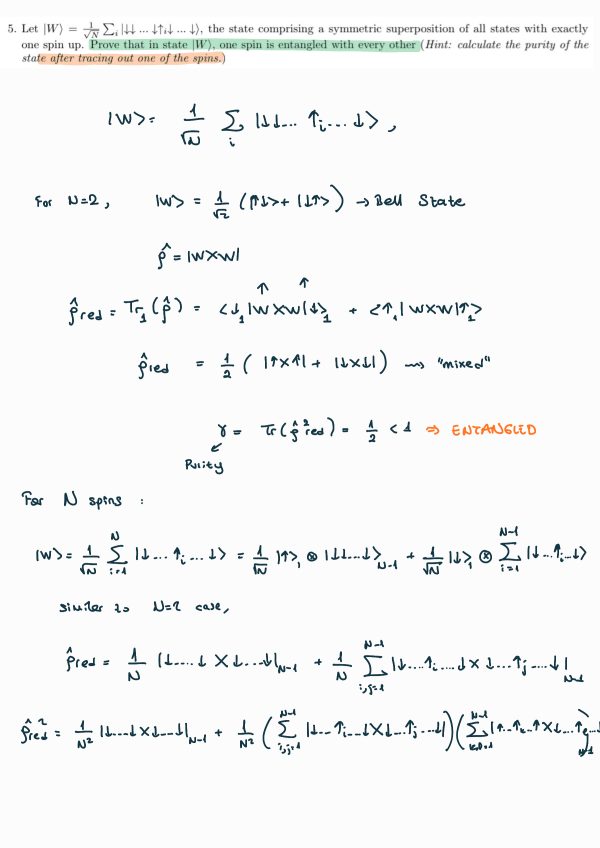 5. Let |W⟩ = 1/√N ∑_i |↓↓ ... ↓↑_i↓ ... ↓⟩, the state comprising a symmetric superposition of all states with exactly
one spin up. Prove that in state |W⟩, one spin is entangled with every other (Hint: calculate the purity of the
state after tracing out one of the spins.)
|W⟩ = 1/√N ∑_i |↓↓... ↑_i .... ↓⟩ ,
For N=2, |W⟩ = 1/√2 (↑↓⟩ + |↓↑⟩) → Bell State
ρ̂ = |W⟩⟨W|
↑ ↑
ρ̂_red = Tr_1 (ρ̂) = ⟨↓_1|W⟩⟨W|↓⟩_1 + ⟨↑_1|W⟩⟨W|↑⟩_1
ρ̂_red = 1/2 ( |↑⟩⟨↑| + |↓⟩⟨↓|) ⇝ "mixed"
γ = Tr(ρ̂²_red) = 1/2 < 1 ⇒ ENTANGLED
Purity
For N spins :
|W⟩ = 1/√N ∑_{i=1}^{N} |↓... ↑_i ... ↓⟩ = 1/√N |↑⟩_1 ⊗ |↓↓....↓⟩_{N-1} + 1/√N |↓⟩_1 ⊗ ∑_{i=1}^{N-1} |↓...↑_i..↓⟩
Similar to N=2 case,
ρ̂_red = 1/N |↓....↓⟩⟨↓...↓|_{N-1} + 1/N ∑_{i,j=1}^{N-1} |↓....↑_i....↓⟩⟨↓...↑_j....↓|_{N-1}
ρ̂²_red = 1/N² |↓...↓⟩⟨↓...↓|_{N-1} + 1/N² (∑_{i,j=1}^{N-1} |↓...↑_i...↓⟩⟨↓...↑_j...↓|)(∑_{k,l=1}^{N-1} |↑...↑_k...↑⟩⟨↓...↑_l...↓